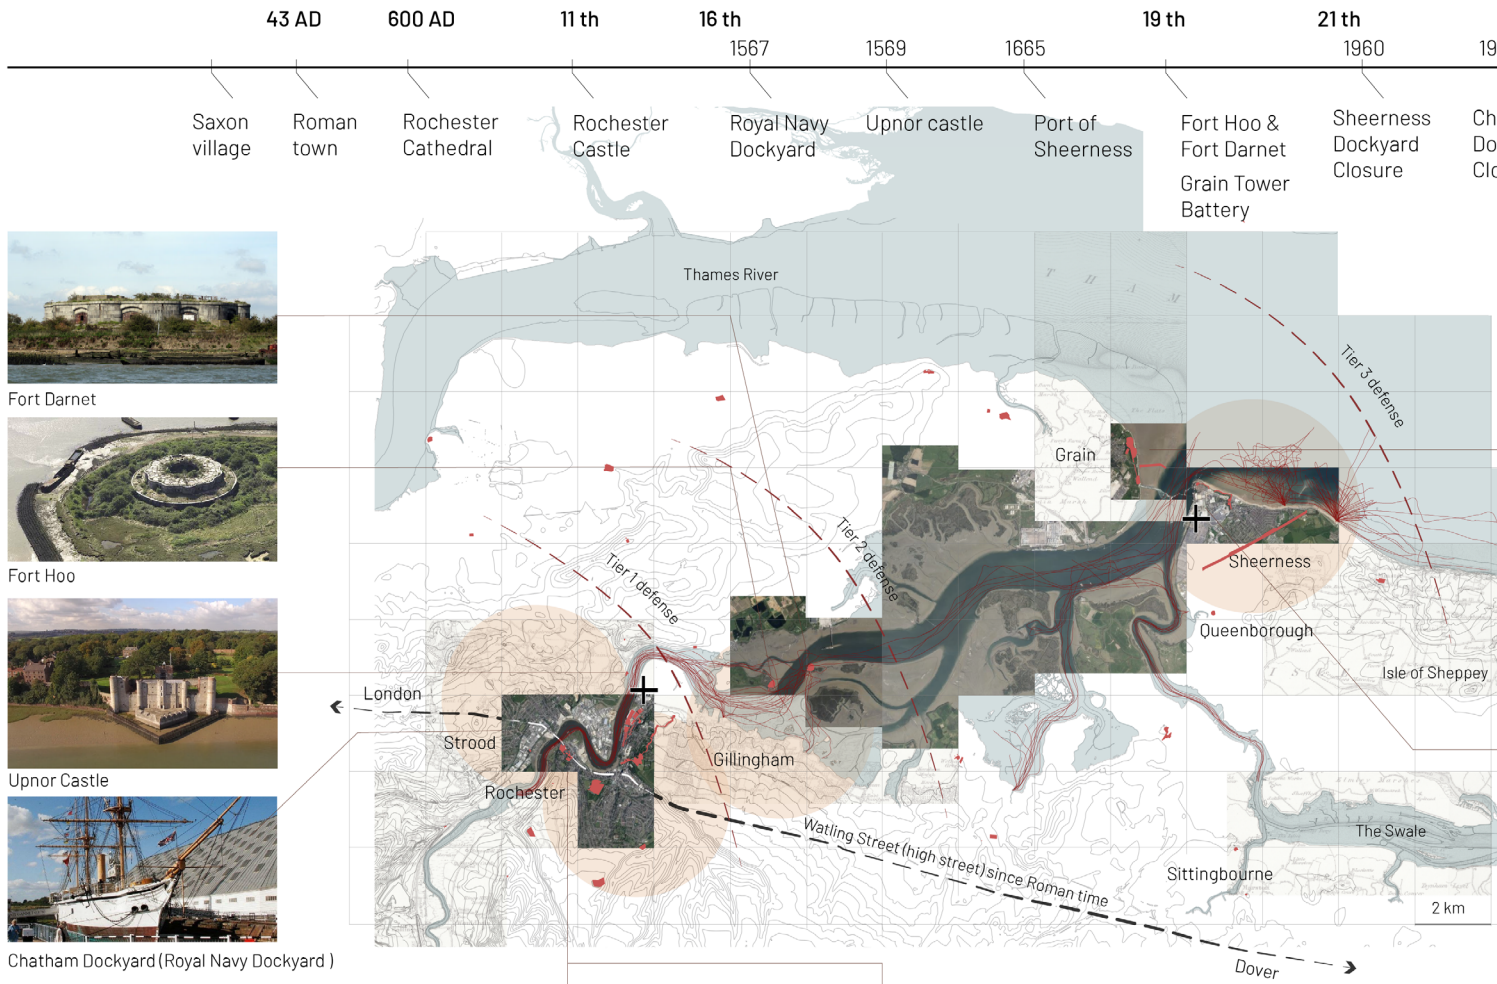 43 AD
600 AD
11 th
16 th
19 th
21 th
1567
1569
1665
1960
19
Saxon
village
Roman
town
Rochester
Cathedral
Rochester
Castle
Royal Navy
Dockyard
Upnor castle
Port of
Sheerness
Fort Hoo &
Fort Darnet
Grain Tower
Battery
Sheerness
Dockyard
Closure
Ch
Do
Clo
Fort Darnet
Fort Hoo
Upnor Castle
Chatham Dockyard (Royal Navy Dockyard )
Thames River
T H A M
Tier 3 defense
Grain
Tier 2 defense
Tier 1 defense
Sheerness
Queenborough
Isle of Sheppey
London
Strood
Gillingham
Rochester
Watling Street (high street) since Roman time
The Swale
Sittingbourne
2 km
Dover